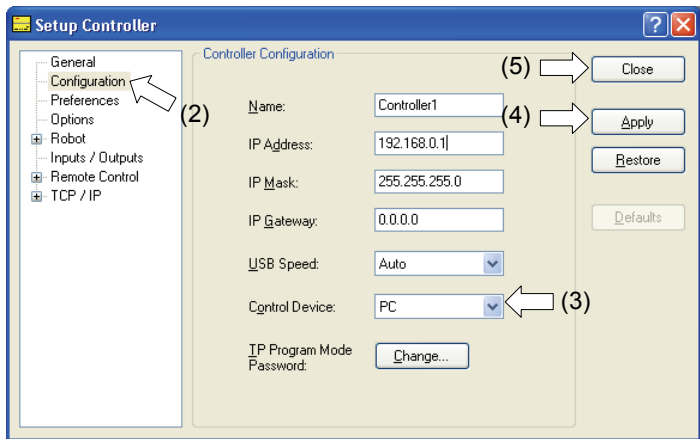 Setup Controller
General
Configuration
Preferences
Options
Robot
Inputs / Outputs
Remote Control
TCP / IP
(2)
Controller Configuration
Name: Controller1
IP Address: 192.168.0.1
IP Mask: 255.255.255.0
IP Gateway: 0.0.0.0
USB Speed: Auto
Control Device: PC
(3)
TP Program Mode
Password:
Change...
(5)
Close
(4)
Apply
Restore
Defaults